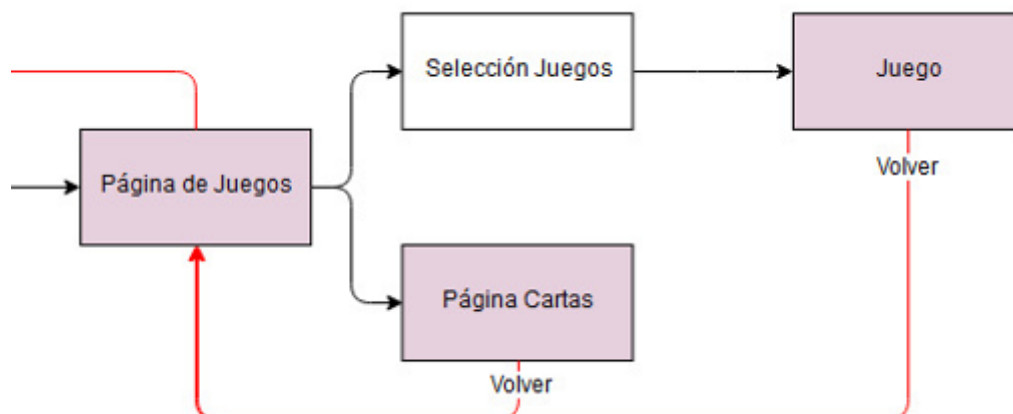 Selección Juegos
Juego
Página de Juegos
Volver
Página Cartas
Volver